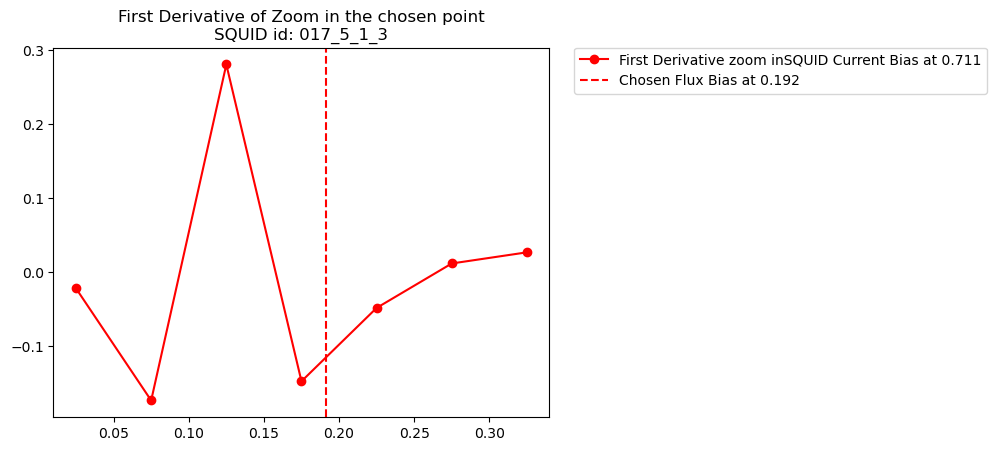 First Derivative of Zoom in the chosen point
SQUID id: 017_5_1_3
First Derivative zoom inSQUID Current Bias at 0.711
Chosen Flux Bias at 0.192
0.3
0.2
0.1
0.0
−0.1
0.05 0.10 0.15 0.20 0.25 0.30